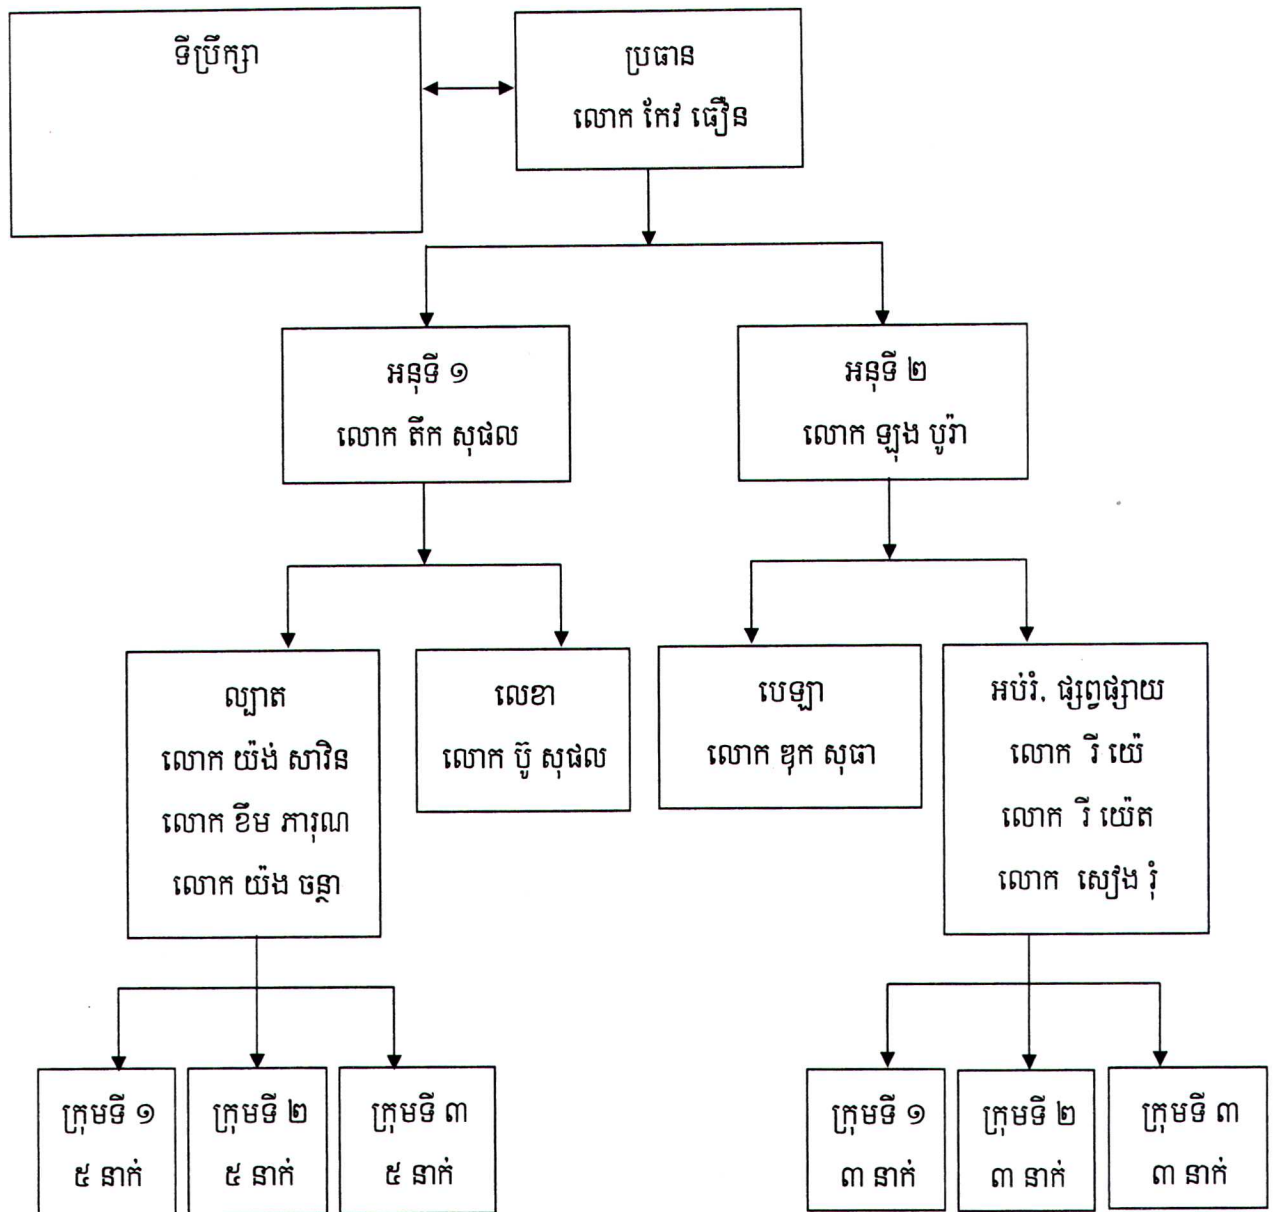 ទីប្រឹក្សា
ប្រធាន
លោក កែវ ធឿន
អនុទី ១
លោក តឹក សុផល
អនុទី ២
លោក ឡុង បូរ៉ា
ល្បាត
លោក យ៉ង់ សាវិន
លោក ខឹម ភារុណ
លោក យ៉ង ចន្ថា
លេខា
លោក ប៊ូ សុផល
បេឡា
លោក ឌុក សុធា
អប់រំ, ផ្សព្វផ្សាយ
លោក រី យ៉េ
លោក រី យ៉េត
លោក សៀង រុំ
ក្រុមទី ១
៥ នាក់
ក្រុមទី ២
៥ នាក់
ក្រុមទី ៣
៥ នាក់
ក្រុមទី ១
៣ នាក់
ក្រុមទី ២
៣ នាក់
ក្រុមទី ៣
៣ នាក់